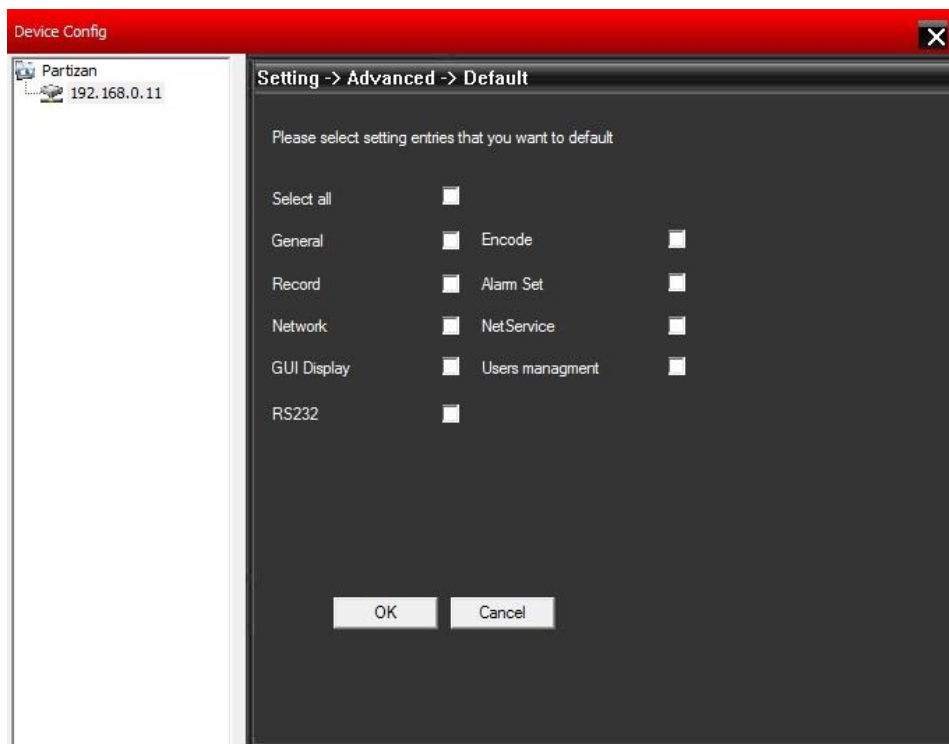 Device Config
Partizan
192.168.0.11
Setting -> Advanced -> Default
Please select setting entries that you want to default
Select all
General
Encode
Record
Alarm Set
Network
NetService
GUI Display
Users managment
RS232
OK
Cancel